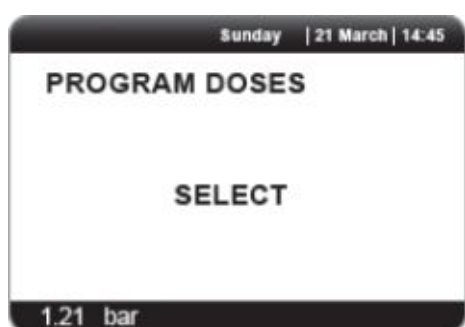 Sunday | 21 March | 14:45
PROGRAM DOSES
SELECT
1.21 bar